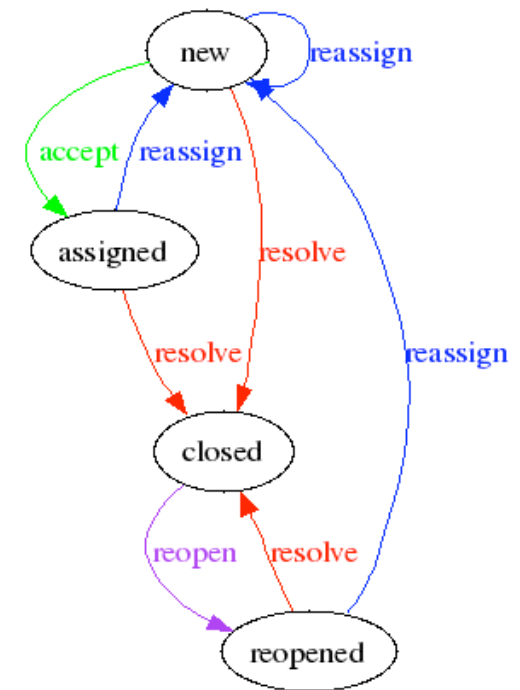 new
reassign
accept
reassign
assigned
resolve
resolve
reassign
closed
reopen
resolve
reopened